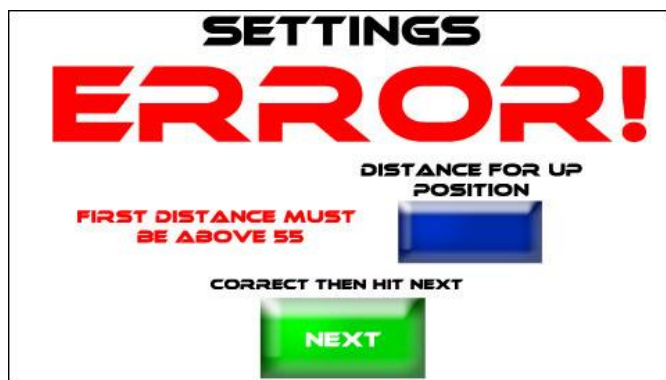 SETTINGS
ERROR!
DISTANCE FOR UP
POSITION
FIRST DISTANCE MUST
BE ABOVE 55
CORRECT THEN HIT NEXT
NEXT